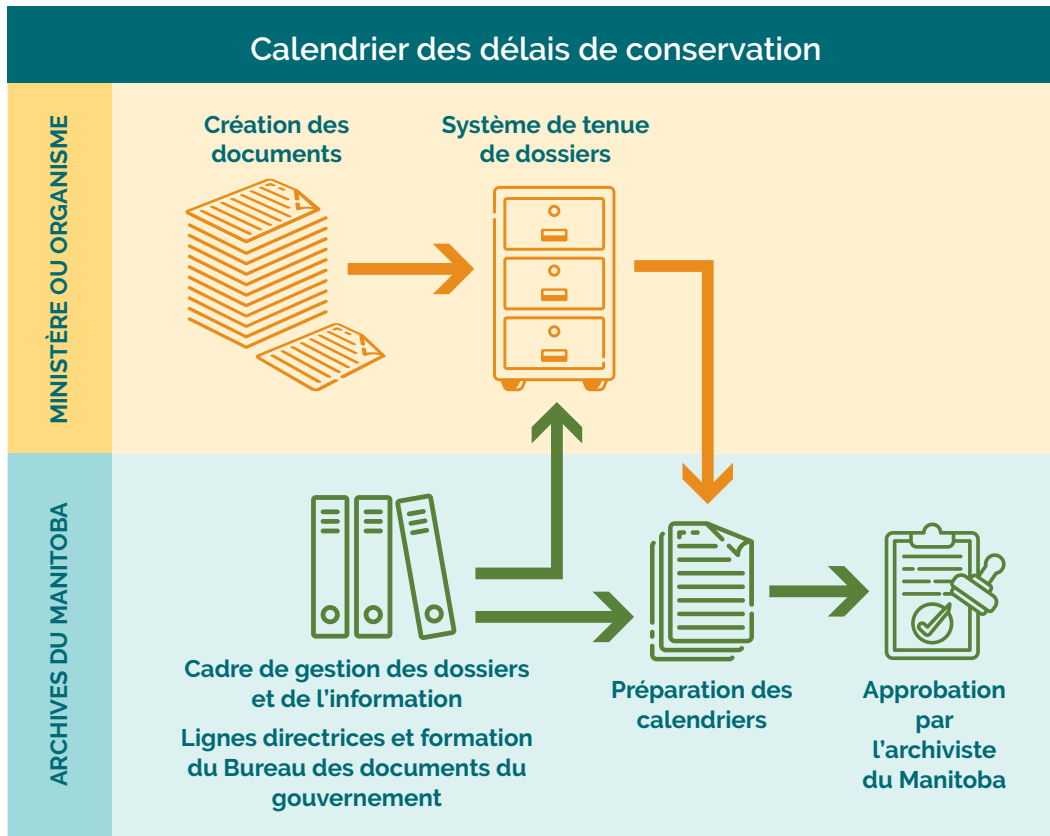 Calendrier des délais de conservation
MINISTÈRE OU ORGANISME
Création des
documents
Système de tenue
de dossiers
ARCHIVES DU MANITOBA
Cadre de gestion des dossiers
et de l'information
Lignes directrices et formation
du Bureau des documents du
gouvernement
Préparation des
calendriers
Approbation
par
l'archiviste
du Manitoba